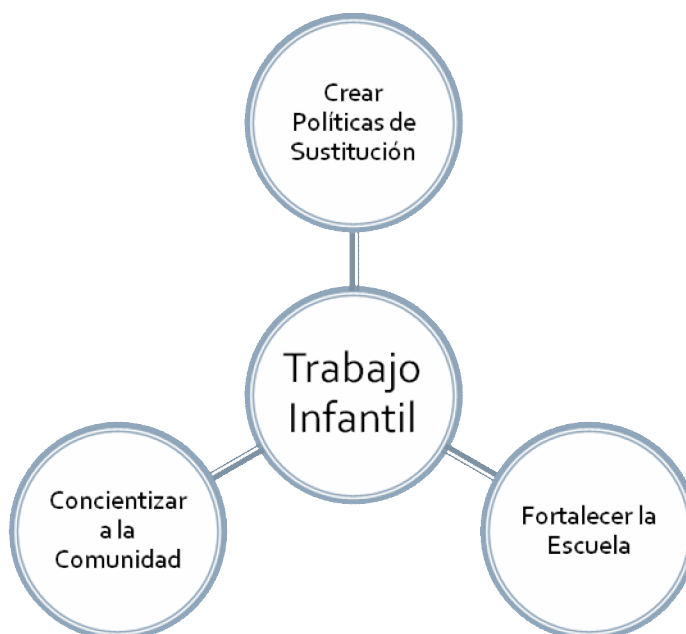 Crear
Políticas de
Sustitución
Trabajo
Infantil
Concientizar
a la
Comunidad
Fortalecer la
Escuela